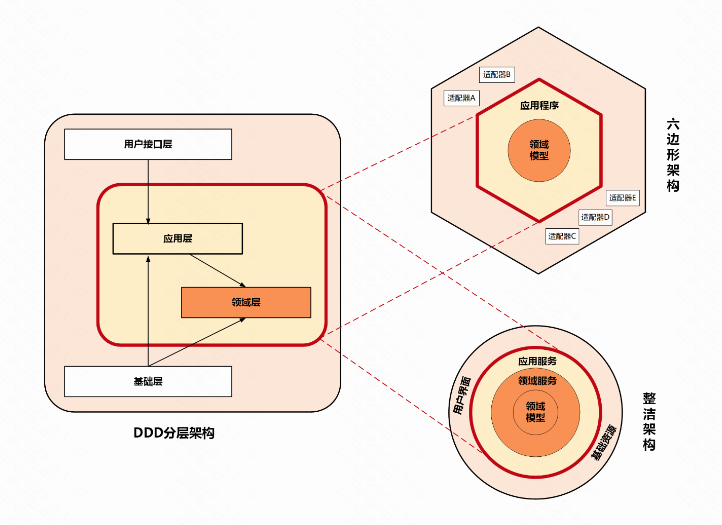 用户接口层
应用层
领域层
基础层
DDD分层架构
适配器B
适配器A
应用程序
领域
模型
适配器E
适配器D
适配器C
六边形架构
应用服务
领域服务
领域
模型
用户界面
基础资源
整洁架构